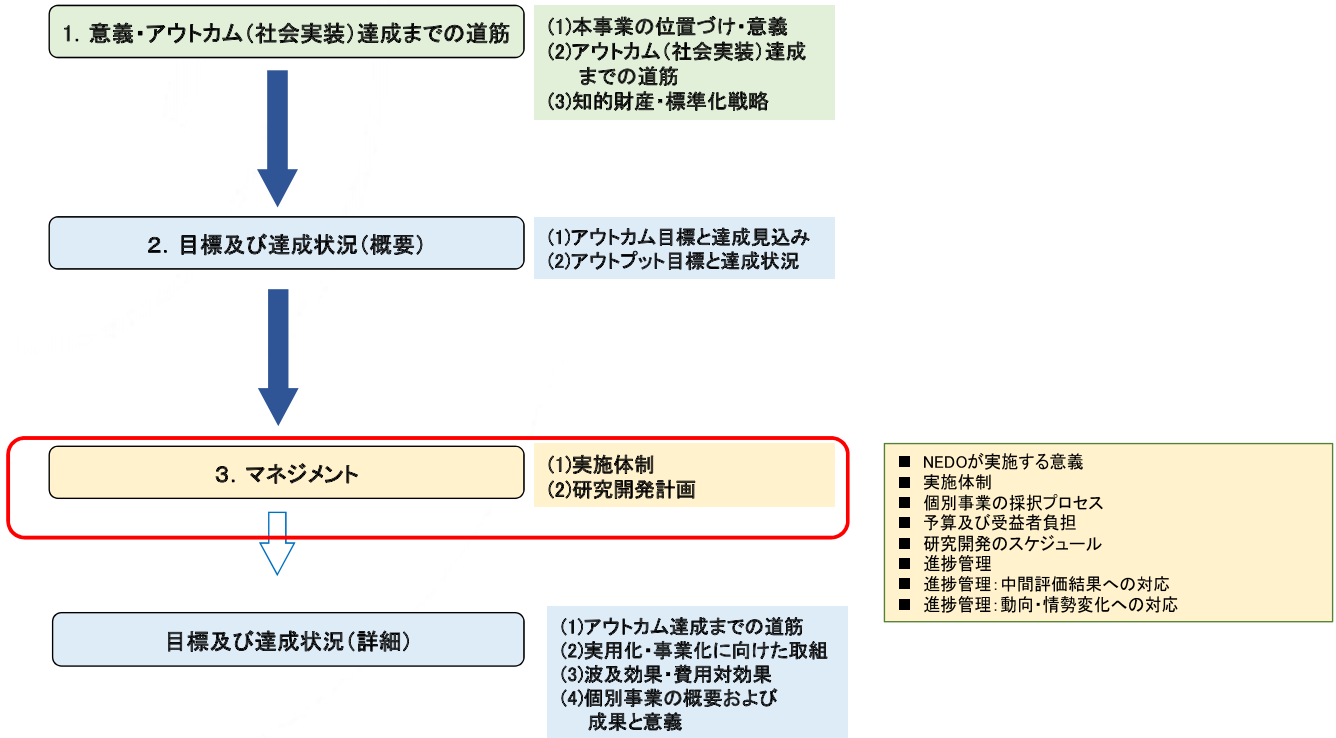 1．意義・アウトカム（社会実装）達成までの道筋
(1)本事業の位置づけ・意義
(2)アウトカム（社会実装）達成
までの道筋
(3)知的財産・標準化戦略
2．目標及び達成状況（概要）
(1)アウトカム目標と達成見込み
(2)アウトプット目標と達成状況
3．マネジメント
(1)実施体制
(2)研究開発計画
■ NEDOが実施する意義
■ 実施体制
■ 個別事業の採択プロセス
■ 予算及び受益者負担
■ 研究開発のスケジュール
■ 進捗管理
■ 進捗管理：中間評価結果への対応
■ 進捗管理：動向・情勢変化への対応
目標及び達成状況（詳細）
(1)アウトカム達成までの道筋
(2)実用化・事業化に向けた取組
(3)波及効果・費用対効果
(4)個別事業の概要および
成果と意義